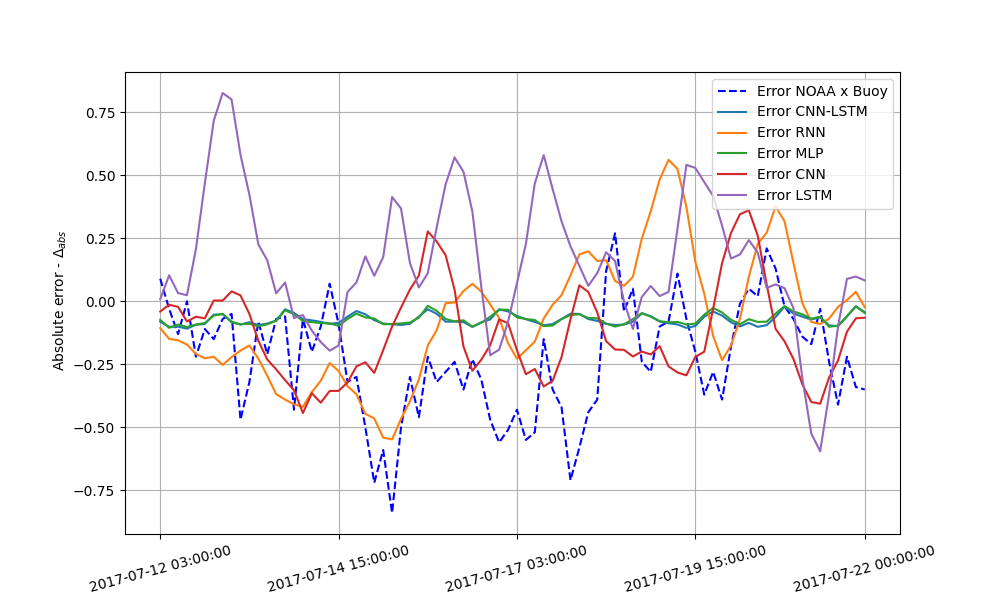 Error NOAA x Buoy
Error CNN-LSTM
Error RNN
Error MLP
Error CNN
Error LSTM
0.75
0.50
0.25
0.00
−0.25
−0.50
−0.75
Absolute error - Δabs
2017-07-12 03:00:00
2017-07-14 15:00:00
2017-07-17 03:00:00
2017-07-19 15:00:00
2017-07-22 00:00:00